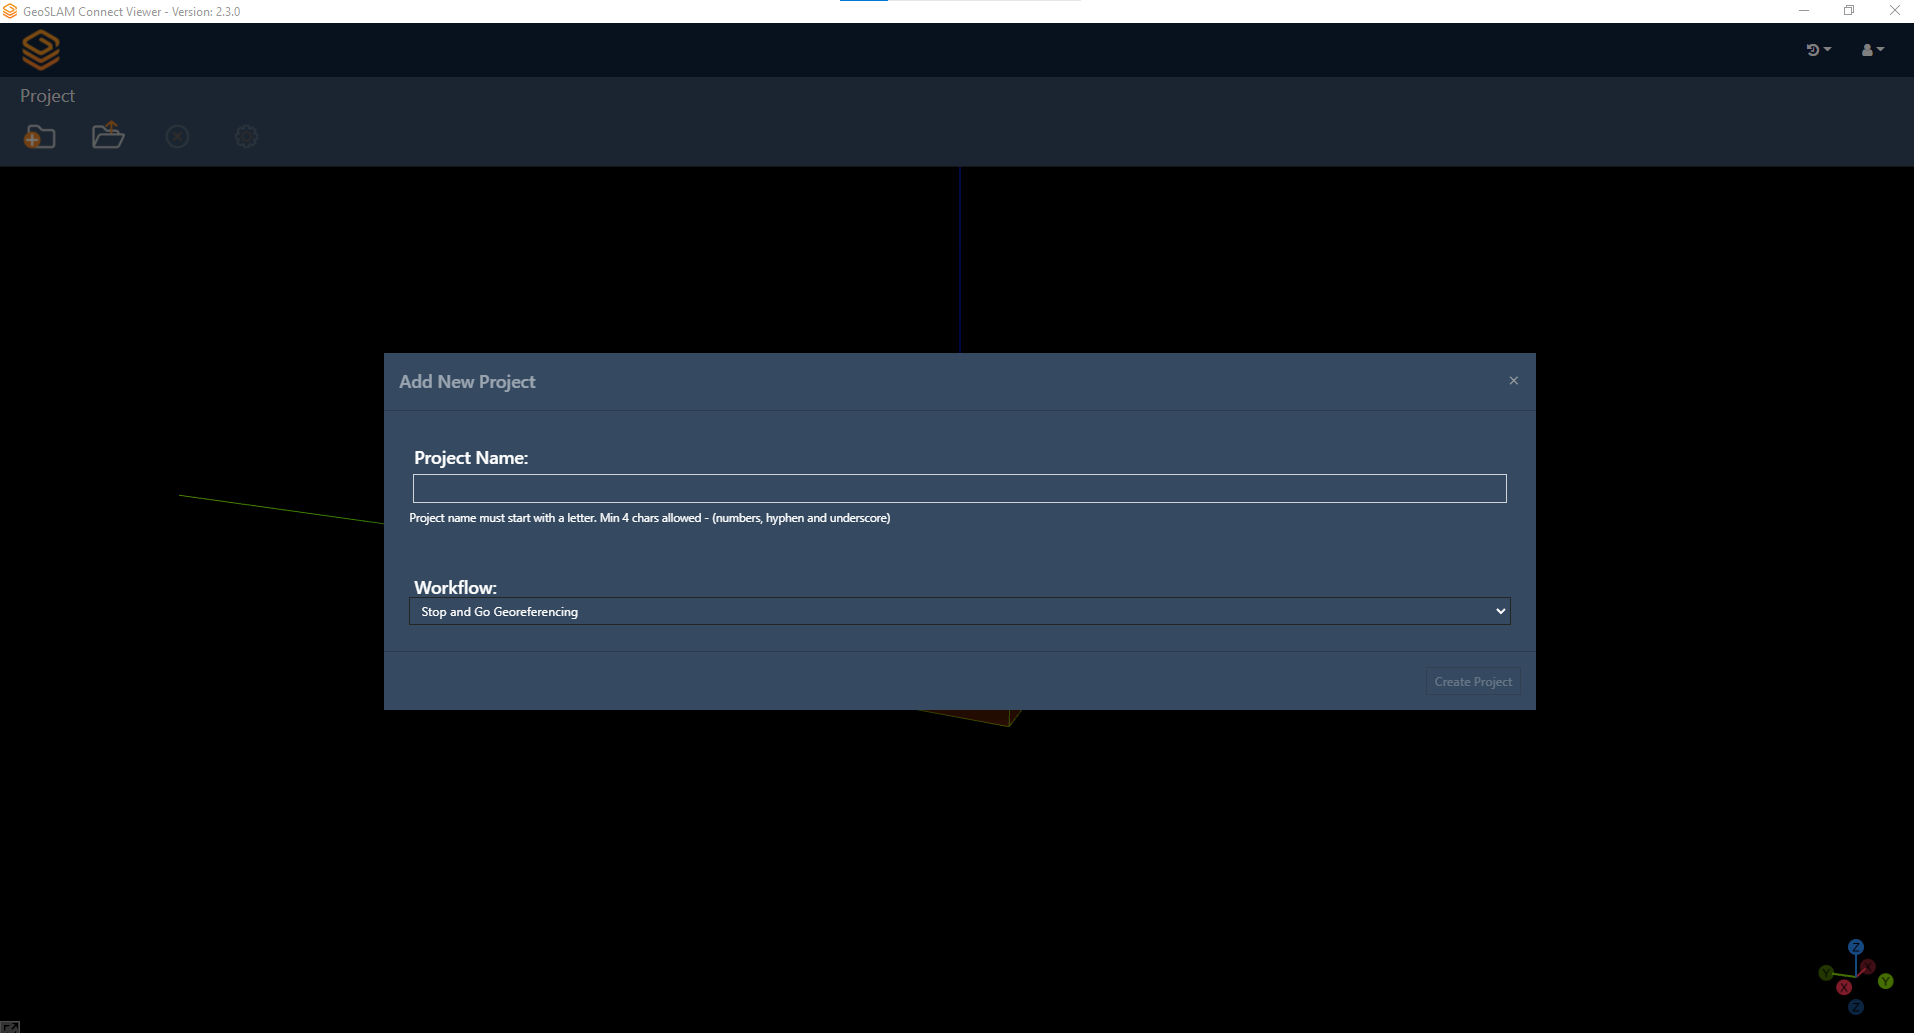 GeoSLAM Connect Viewer - Version: 2.3.0
Project
Add New Project
×
Project Name:
Project name must start with a letter. Min 4 chars allowed - (numbers, hyphen and underscore)
Workflow:
Stop and Go Georeferencing
Create Project
Z
Y
X
X
Y
Z